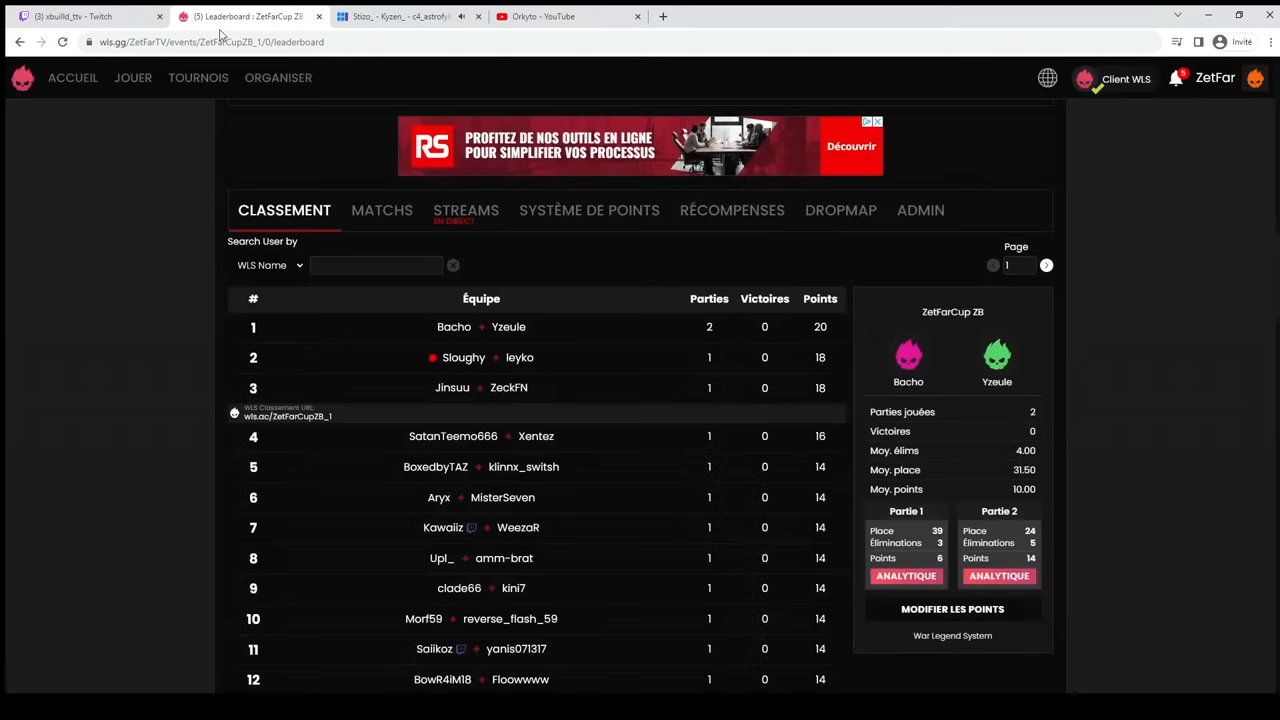 (3) xbuild_ttv - Twitch
(5) Leaderboard : ZetFarCup ZB
Stizo_ - Kyzen_ - c4_astrofyk
Orkyto - YouTube
wls.gg/ZetFarTV/events/ZetFarCupZB_1/0/leaderboard
Invité
ACCUEIL JOUER TOURNOIS ORGANISER
Client WLS
5
ZetFar
RS
PROFITEZ DE NOS OUTILS EN LIGNE
POUR SIMPLIFIER VOS PROCESSUS
Découvrir
CLASSEMENT MATCHS STREAMS SYSTÈME DE POINTS RÉCOMPENSES DROPMAP ADMIN
EN DIRECT
Search User by
Page
WLS Name
1
# Équipe Parties Victoires Points
1 Bacho Yzeule 2 0 20
2 Sloughy leyko 1 0 18
3 Jinsuu ZeckFN 1 0 18
WLS Classement URL:
wls.ac/ZetFarCupZB_1
4 SatanTeemo666 Xentez 1 0 16
5 BoxedbyTAZ klinnx_switsh 1 0 14
6 Aryx MisterSeven 1 0 14
7 Kawaiiz WeezaR 1 0 14
8 Upl_ amm-brat 1 0 14
9 clade66 kini7 1 0 14
10 Morf59 reverse_flash_59 1 0 14
11 Saiikoz yanis071317 1 0 14
12 BowR4iM18 Floowwww 1 0 14
ZetFarCup ZB
Bacho Yzeule
Parties jouées 2
Victoires 0
Moy. élims 4.00
Moy. place 31.50
Moy. points 10.00
Partie 1 Partie 2
Place 39 Place 24
Éliminations 3 Éliminations 5
Points 6 Points 14
ANALYTIQUE ANALYTIQUE
MODIFIER LES POINTS
War Legend System